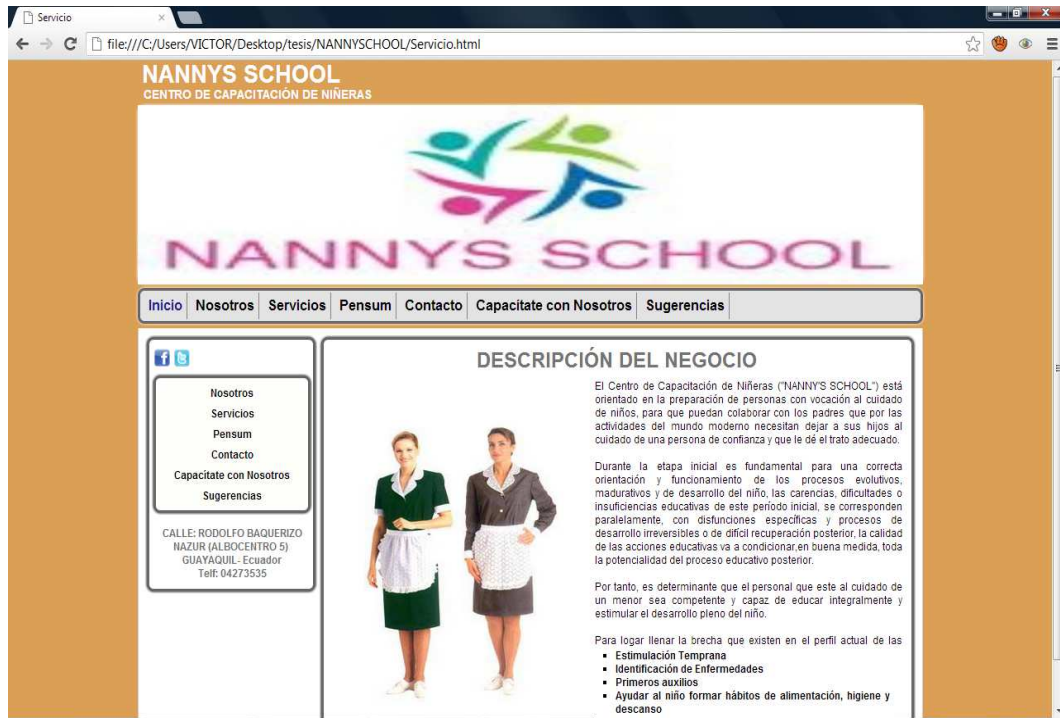 Servicio
file:///C:/Users/VICTOR/Desktop/tesis/NANNYSCHOOL/Servicio.html
NANNYS SCHOOL
CENTRO DE CAPACITACIÓN DE NIÑERAS
NANNYS SCHOOL
Inicio Nosotros Servicios Pensum Contacto Capacítate con Nosotros Sugerencias
Nosotros
Servicios
Pensum
Contacto
Capacítate con Nosotros
Sugerencias
CALLE: RODOLFO BAQUERIZO
NAZUR (ALBOCENTRO 5)
GUAYAQUIL- Ecuador
Telf: 04273535
DESCRIPCIÓN DEL NEGOCIO
El Centro de Capacitación de Niñeras ("NANNY'S SCHOOL") está
orientado en la preparación de personas con vocación al cuidado
de niños, para que puedan colaborar con los padres que por las
actividades del mundo moderno necesitan dejar a sus hijos al
cuidado de una persona de confianza y que le dé el trato adecuado.
Durante la etapa inicial es fundamental para una correcta
orientación y funcionamiento de los procesos evolutivos,
madurativos y de desarrollo del niño, las carencias, dificultades o
insuficiencias educativas de este período inicial, se corresponden
paralelamente, con disfunciones específicas y procesos de
desarrollo irreversibles o de difícil recuperación posterior, la calidad
de las acciones educativas va a condicionar,en buena medida, toda
la potencialidad del proceso educativo posterior.
Por tanto, es determinante que el personal que este al cuidado de
un menor sea competente y capaz de educar integralmente y
estimular el desarrollo pleno del niño.
Para logar llenar la brecha que existen en el perfil actual de las
Estimulación Temprana
Identificación de Enfermedades
Primeros auxilios
Ayudar al niño formar hábitos de alimentación, higiene y
descanso